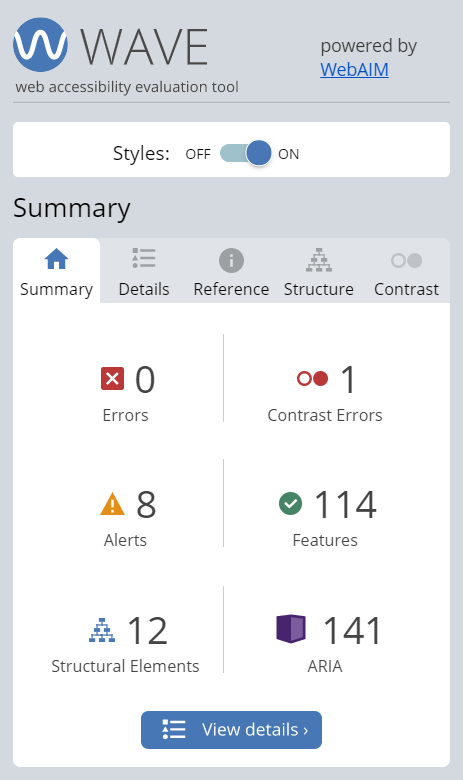 WAVE
web accessibility evaluation tool
powered by
WebAIM
Styles: OFF ON
Summary
Summary Details Reference Structure Contrast
0 1
Errors Contrast Errors
8 114
Alerts Features
12 141
Structural Elements ARIA
View details ›